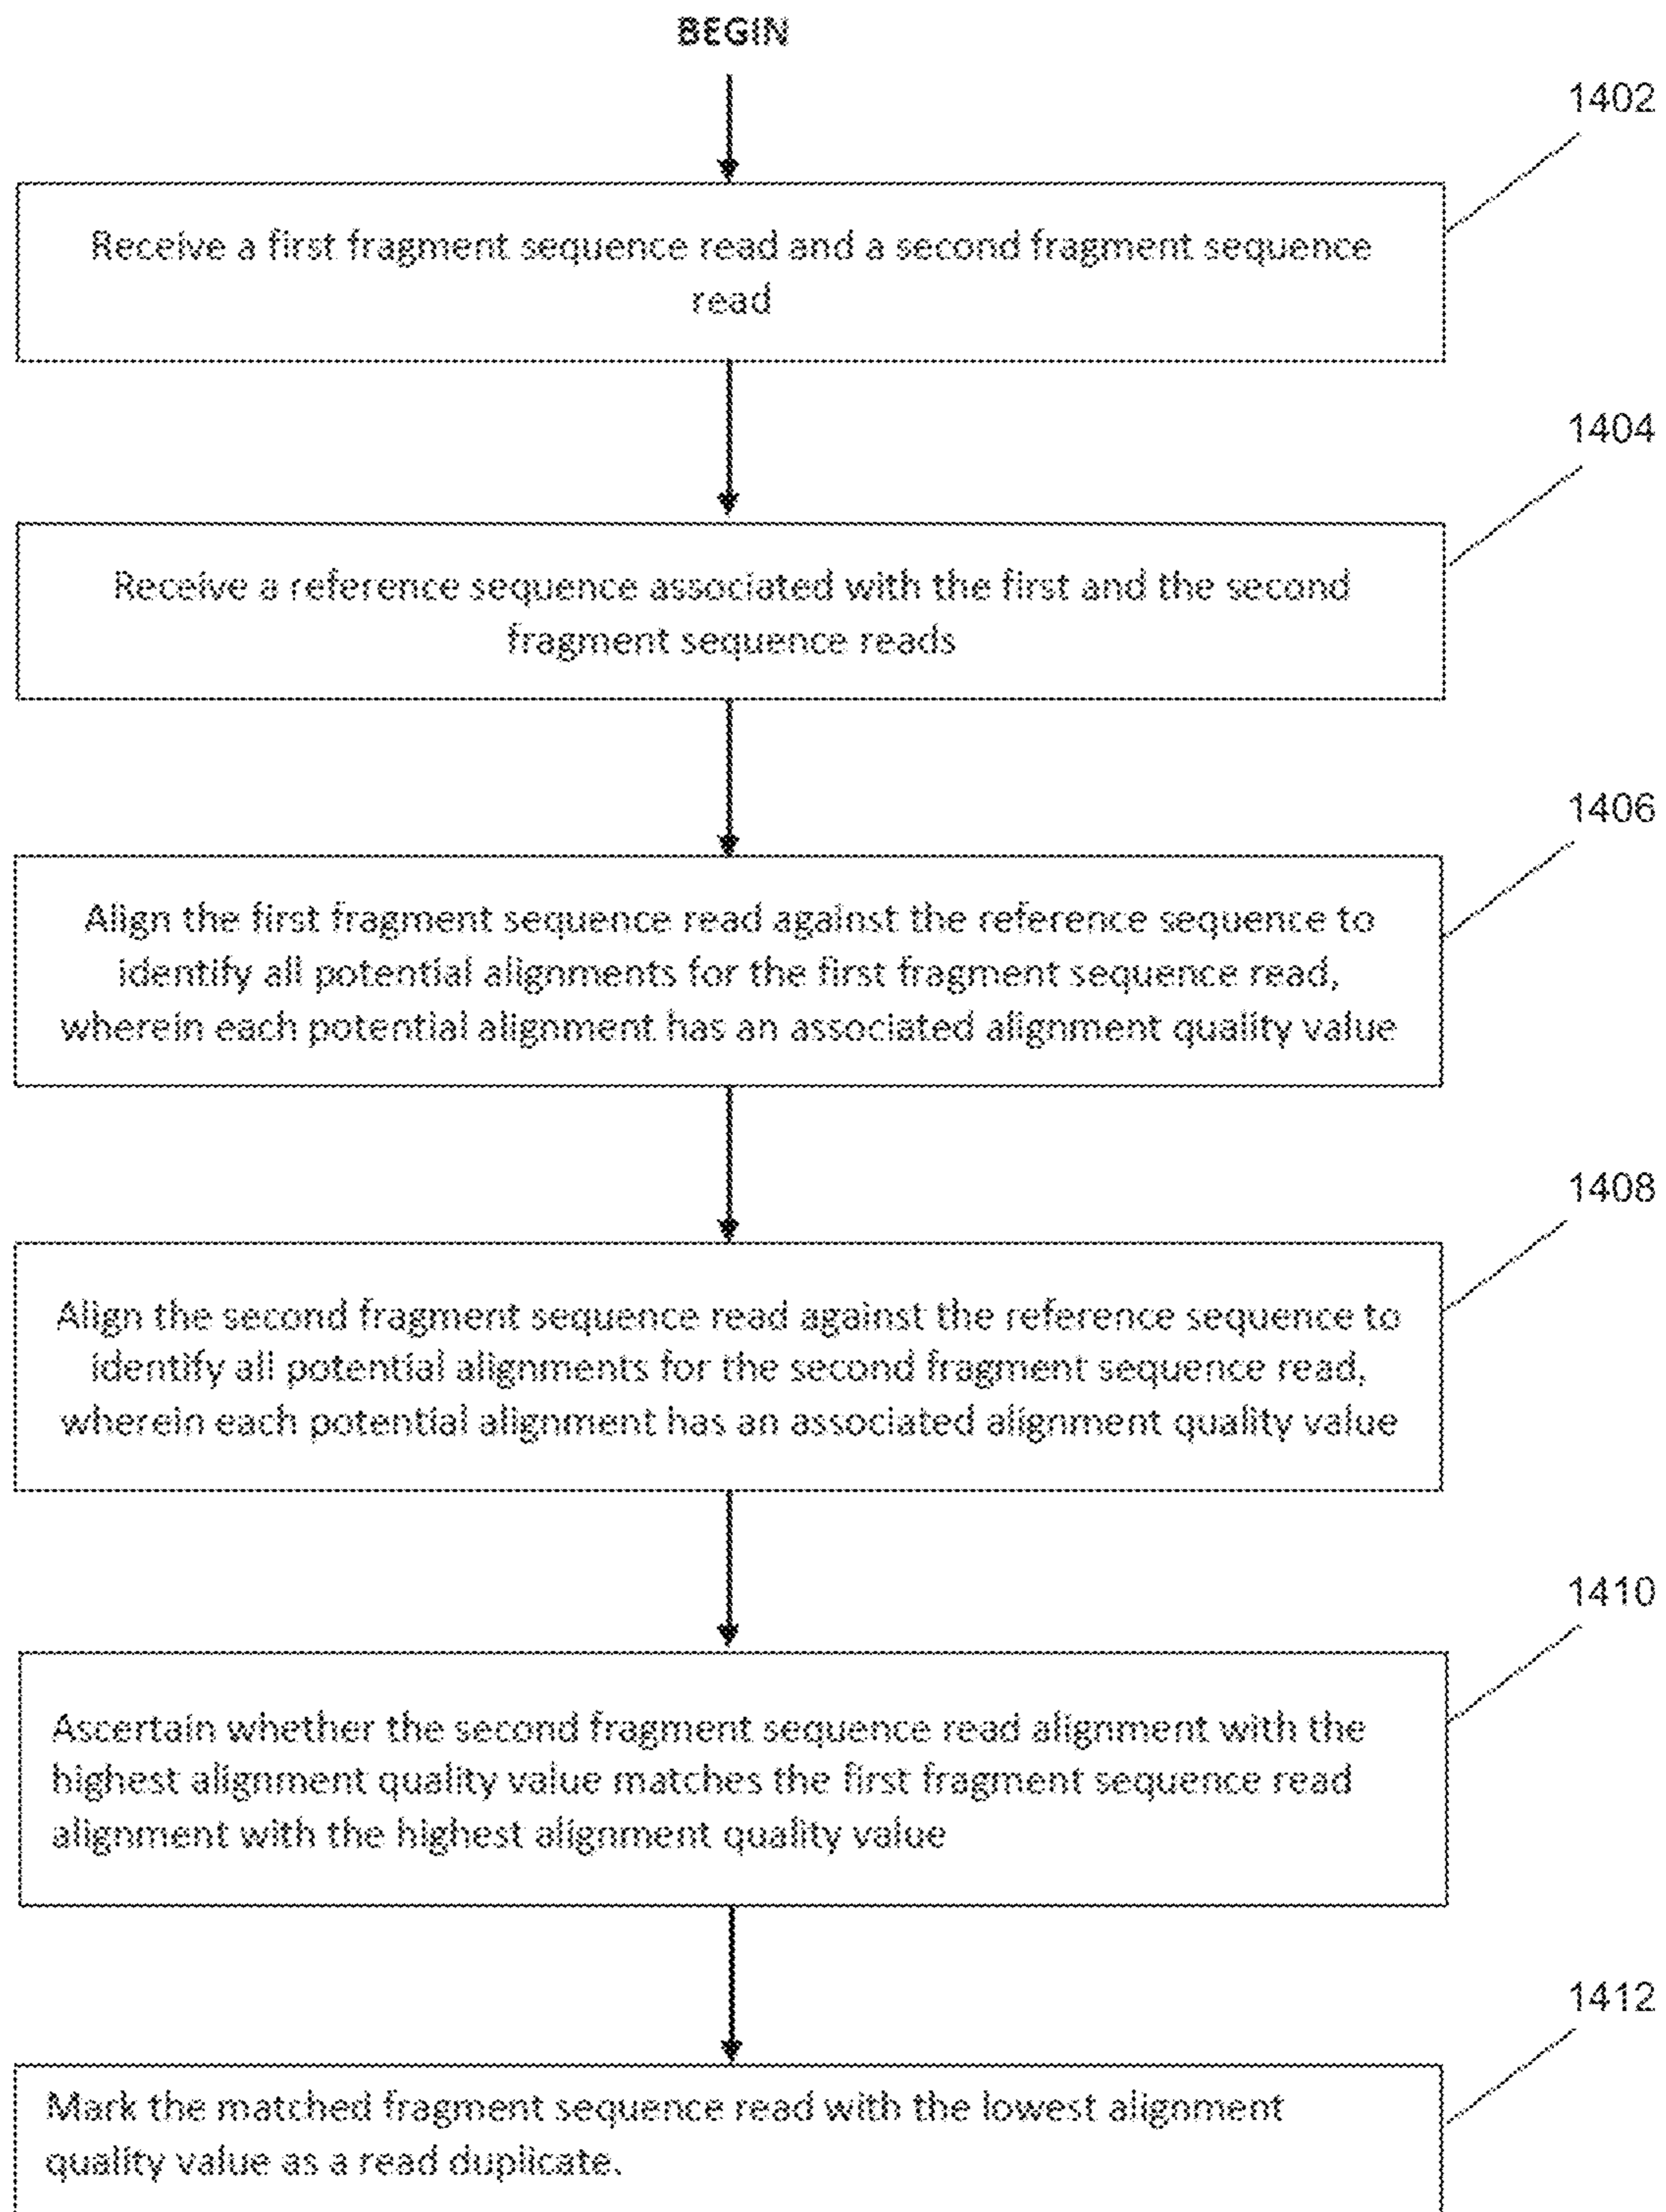 BEGIN
1402
Receive a first fragment sequence read and a second fragment sequence
read
1404
Receive a reference sequence associated with the first and the second
fragment sequence reads
1406
Align the first fragment sequence read against the reference sequence to
identify all potential alignments for the first fragment sequence read,
wherein each potential alignment has an associated alignment quality value
1408
Align the second fragment sequence read against the reference sequence to
identify all potential alignments for the second fragment sequence read,
wherein each potential alignment has an associated alignment quality value
1410
Ascertain whether the second fragment sequence read alignment with the
highest alignment quality value matches the first fragment sequence read
alignment with the highest alignment quality value
1412
Mark the matched fragment sequence read with the lowest alignment
quality value as a read duplicate.